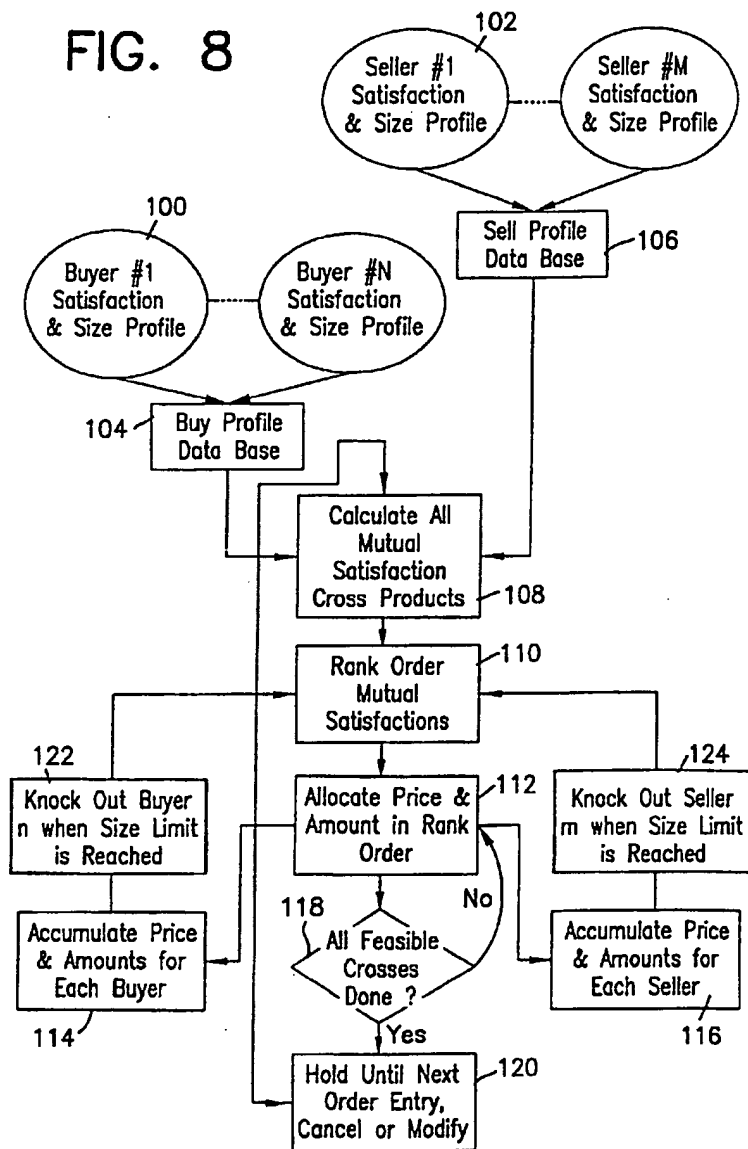 FIG. 8
102
Seller #1
Satisfaction
& Size Profile
Seller #M
Satisfaction
& Size Profile
100
Buyer #1
Satisfaction
& Size Profile
Buyer #N
Satisfaction
& Size Profile
Sell Profile
Data Base
106
104
Buy Profile
Data Base
Calculate All
Mutual
Satisfaction
Cross Products
108
110
Rank Order
Mutual
Satisfactions
122
Knock Out Buyer
n when Size Limit
is Reached
112
Allocate Price &
Amount in Rank
Order
124
Knock Out Seller
m when Size Limit
is Reached
No
118
All Feasible
Crosses
Done ?
Yes
Accumulate Price
& Amounts for
Each Buyer
114
Accumulate Price
& Amounts for
Each Seller
116
120
Hold Until Next
Order Entry,
Cancel or Modify